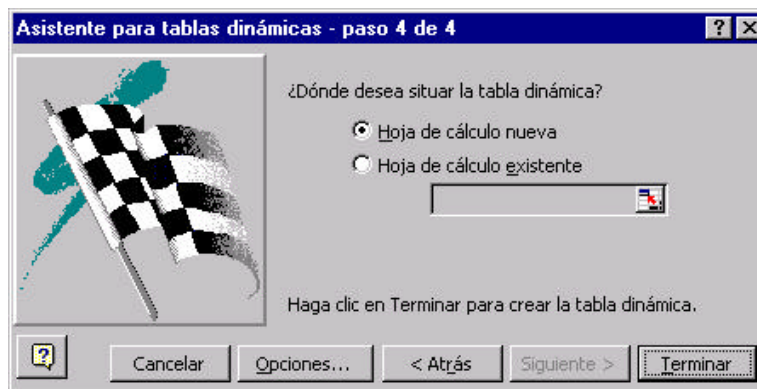 Asistente para tablas dinámicas - paso 4 de 4
¿Dónde desea situar la tabla dinámica?
Hoja de cálculo nueva
Hoja de cálculo existente
Haga clic en Terminar para crear la tabla dinámica.
Cancelar
Opciones...
< Atrás
Siguiente >
Terminar